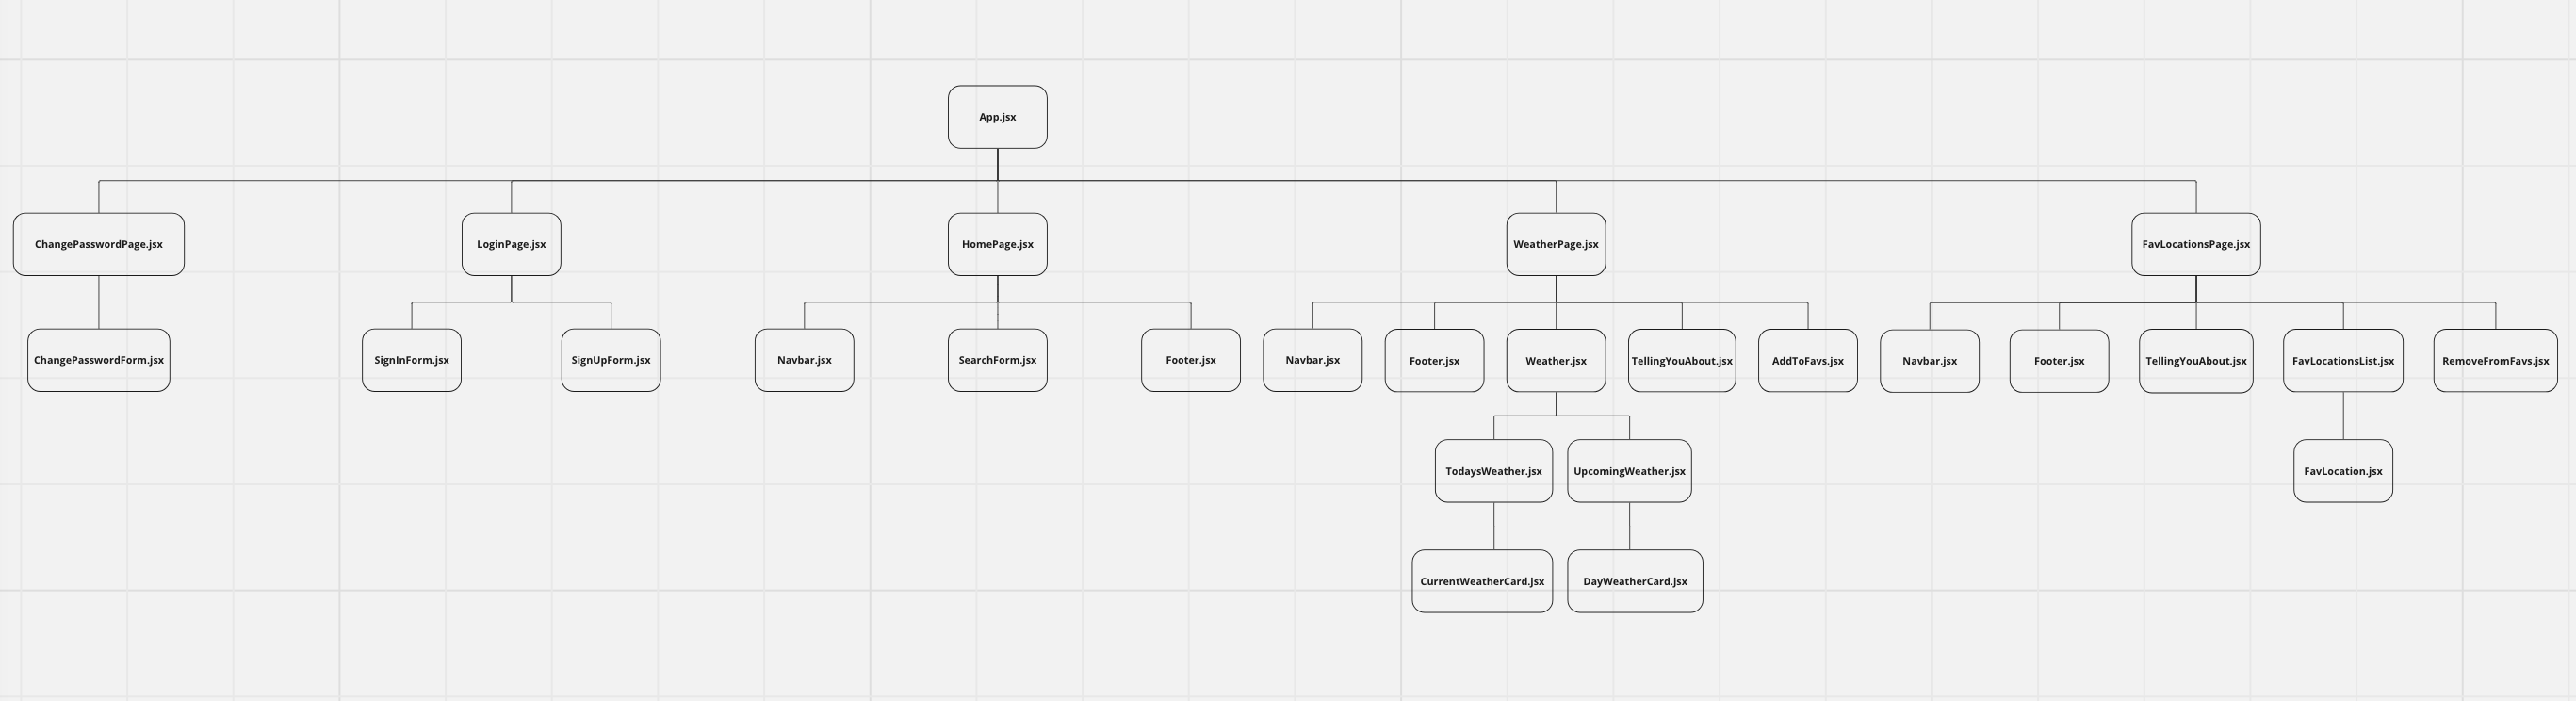 App.jsx
ChangePasswordPage.jsx
LoginPage.jsx
HomePage.jsx
WeatherPage.jsx
FavLocationsPage.jsx
ChangePasswordForm.jsx
SignInForm.jsx
SignUpForm.jsx
Navbar.jsx
SearchForm.jsx
Footer.jsx
Navbar.jsx
Footer.jsx
Weather.jsx
TellingYouAbout.jsx
AddToFavs.jsx
Navbar.jsx
Footer.jsx
TellingYouAbout.jsx
FavLocationsList.jsx
RemoveFromFavs.jsx
TodaysWeather.jsx
UpcomingWeather.jsx
FavLocation.jsx
CurrentWeatherCard.jsx
DayWeatherCard.jsx